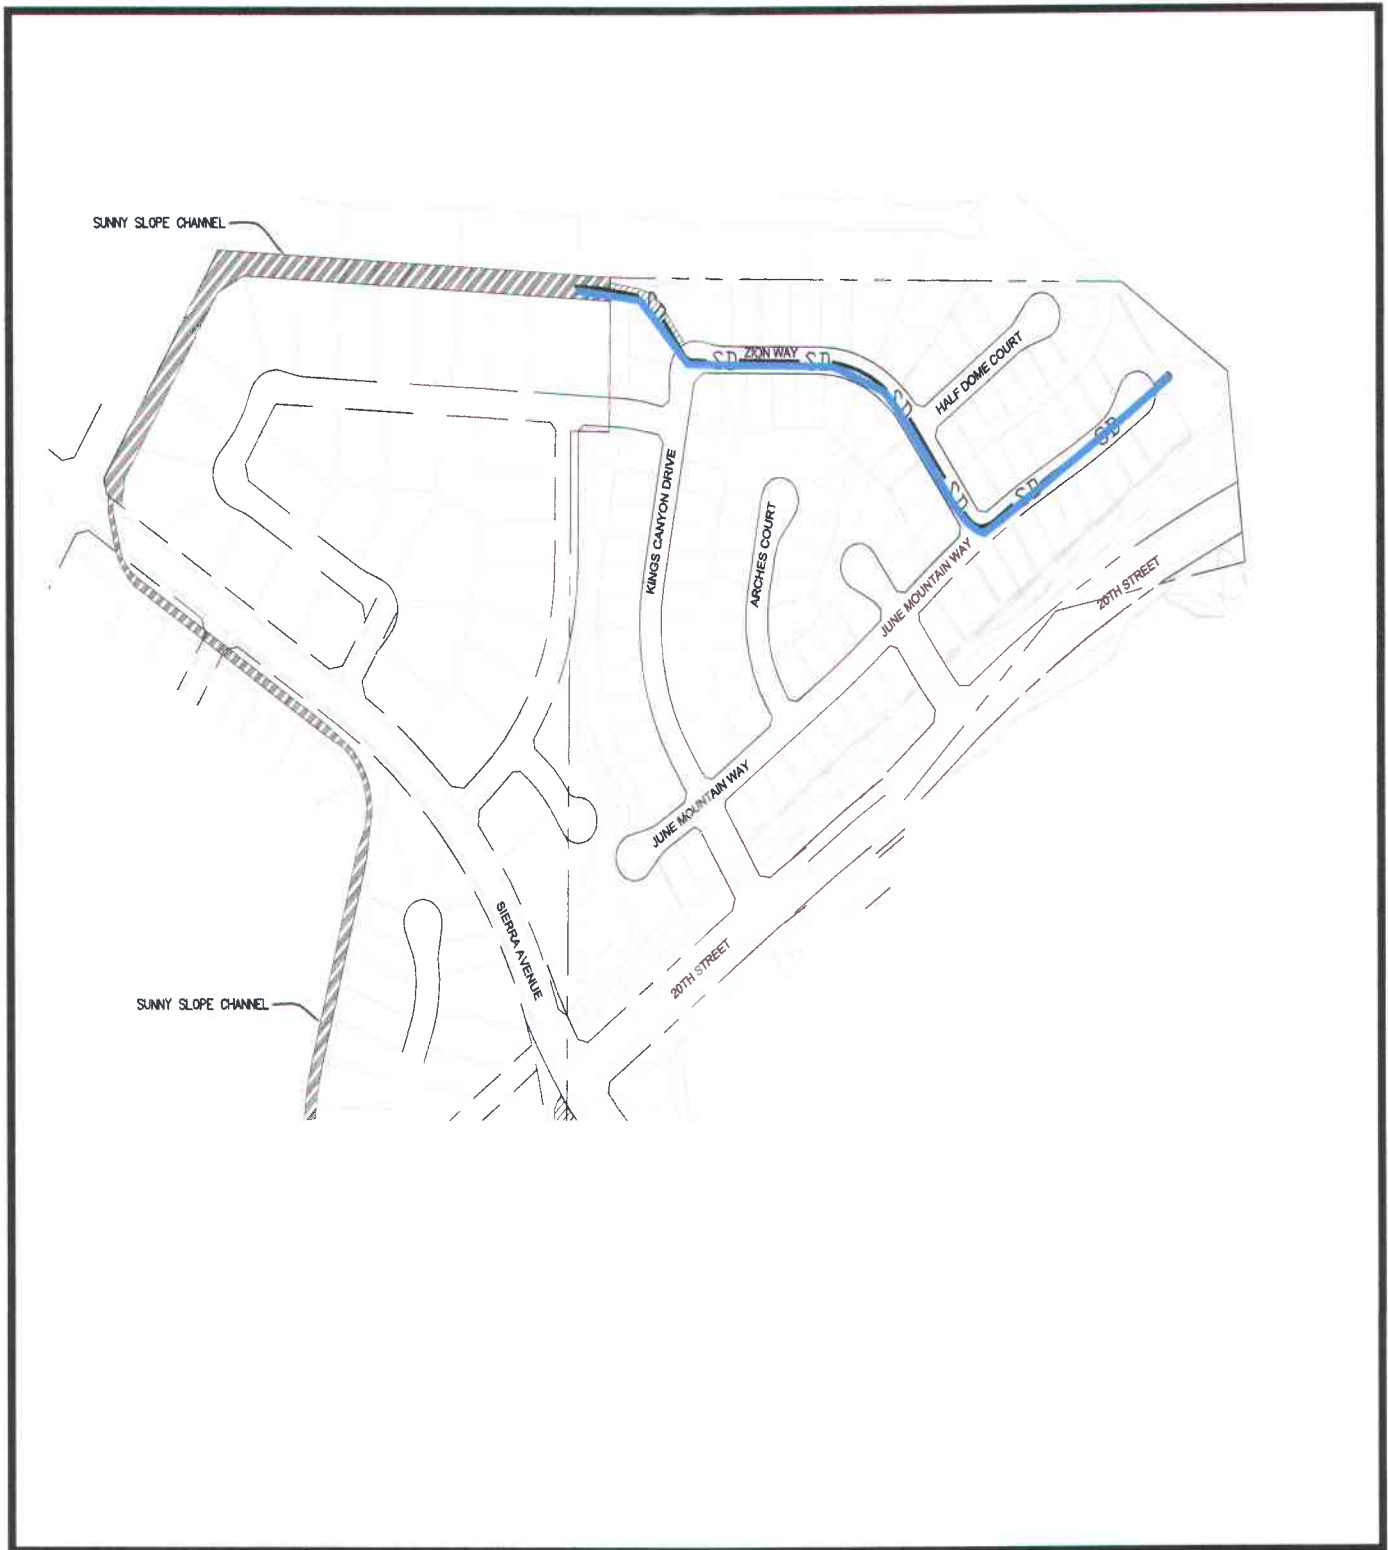 SUNNY SLOPE CHANNEL
SD
SD ZION WAY SD
HALF DOME COURT
SD
SD
SD
SD
KINGS CANYON DRIVE
ARCHES COURT
JUNE MOUNTAIN WAY
20TH STREET
JUNE MOUNTAIN WAY
SIERRA AVENUE
20TH STREET
SUNNY SLOPE CHANNEL